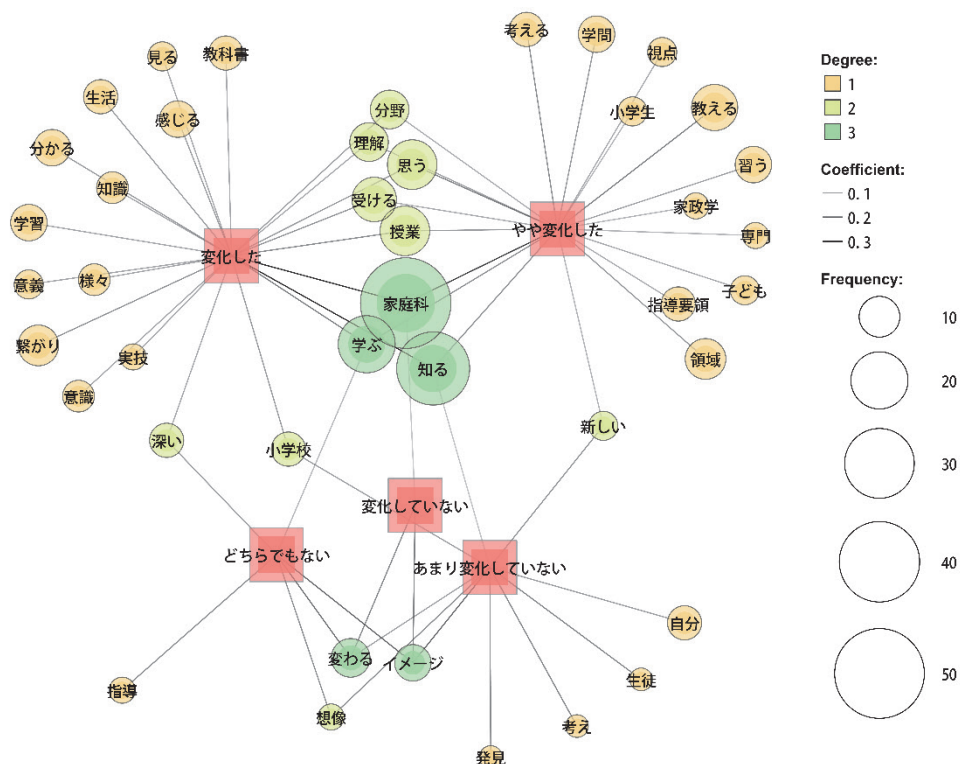 考える
学問
見る
教科書
視点
生活
分野
教える
感じる
小学生
分かる
理解
思う
習う
知識
受ける
家政学
学習
授業
やや変化した
専門
変化した
意義
様々
家庭科
子ども
指導要領
繋がり
実技
学ぶ
知る
領域
意識
深い
小学校
新しい
変化していない
どちらでもない
あまり変化していない
自分
変わる
イメージ
生徒
指導
想像
考え
発見
Degree:
1
2
3
Coefficient:
0.1
0.2
0.3
Frequency:
10
20
30
40
50